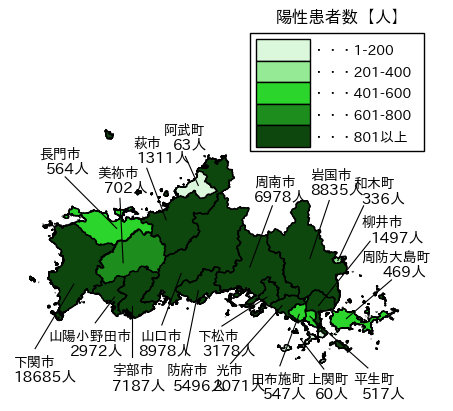 陽性患者数【人】
・・・1-200
・・・201-400
・・・401-600
・・・601-800
・・・801以上
阿武町
63人
萩市
1311人
長門市
564人
美祢市
702人
周南市
6978人
岩国市
8835人
和木町
336人
柳井市
1497人
周防大島町
469人
山陽小野田市
2972人
山口市
8978人
下松市
3178人
下関市
18685人
宇部市
7187人
防府市
5496人
光市
2071人
田布施町
547人
上関町
60人
平生町
517人